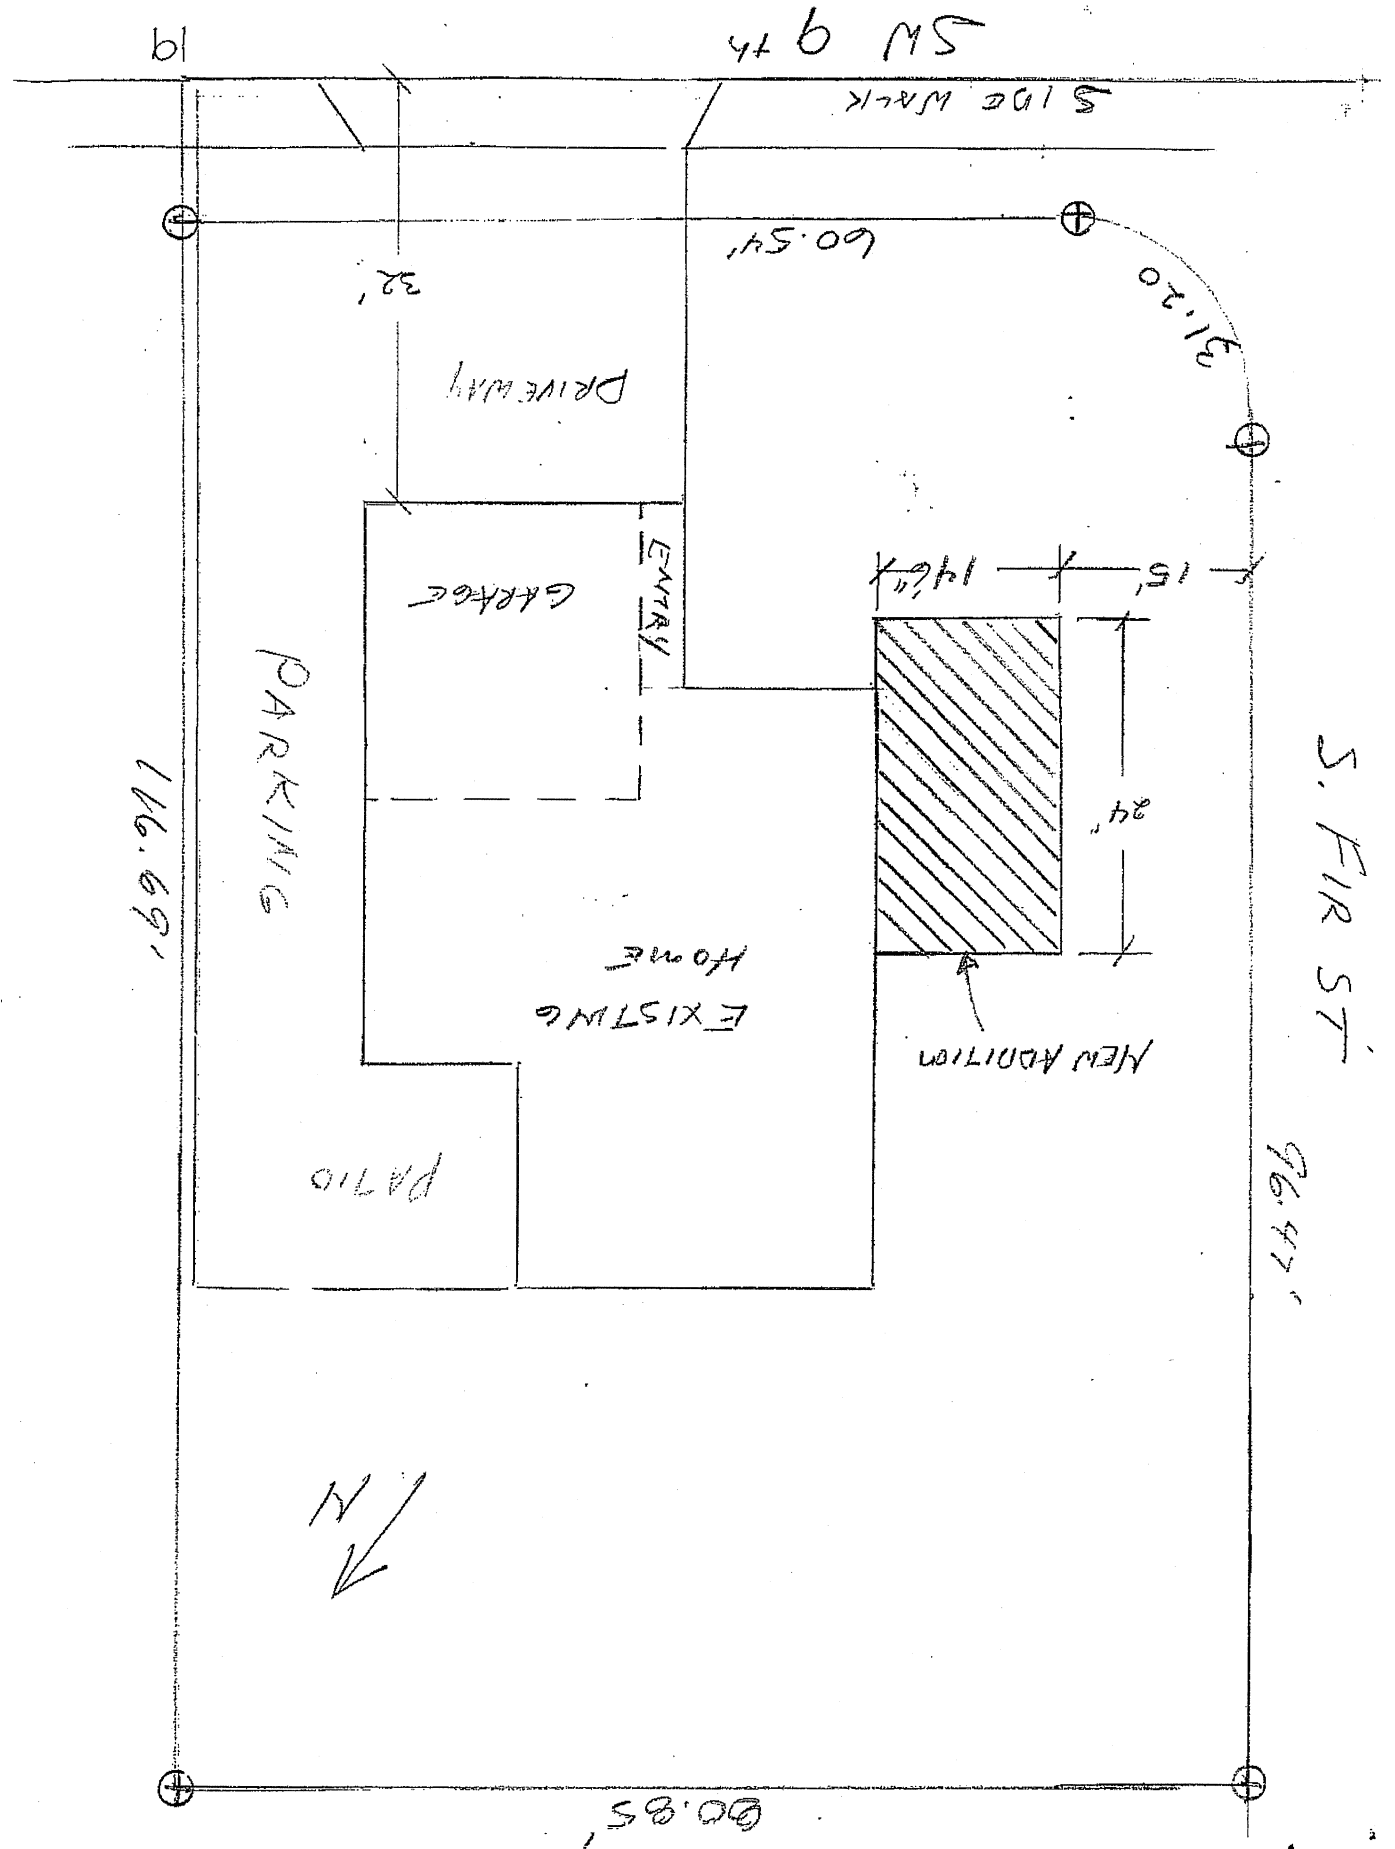 SW 9th
SIDE WALK
60.54'
31.20
32'
DRIVEWAY
GARAGE
ENTRY
14'6"
15'
24"
PARKING
116.69'
S. FIR ST
96.47'
EXISTING
HOME
NEW ADDITION
PATIO
N
80.85'